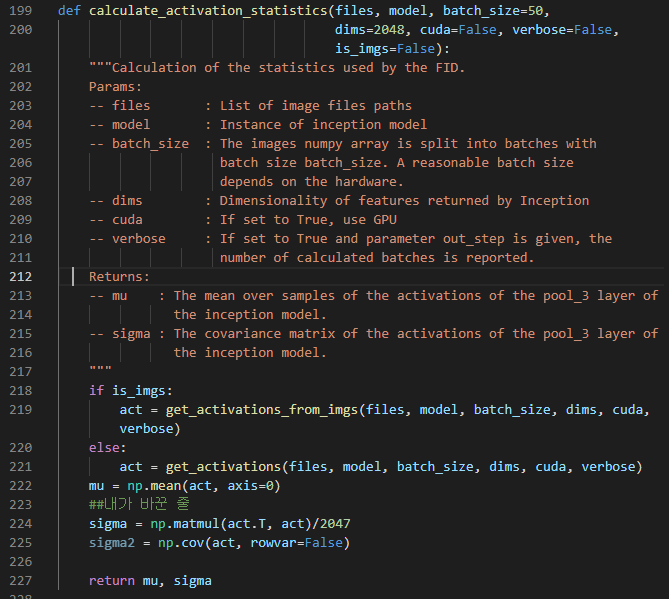 199 def calculate_activation_statistics(files, model, batch_size=50,
200 dims=2048, cuda=False, verbose=False,
is_imgs=False):
201 """Calculation of the statistics used by the FID.
202 Params:
203 -- files : List of image files paths
204 -- model : Instance of inception model
205 -- batch_size : The images numpy array is split into batches with
206 batch size batch_size. A reasonable batch size
207 depends on the hardware.
208 -- dims : Dimensionality of features returned by Inception
209 -- cuda : If set to True, use GPU
210 -- verbose : If set to True and parameter out_step is given, the
211 number of calculated batches is reported.
212 Returns:
213 -- mu : The mean over samples of the activations of the pool_3 layer of
214 the inception model.
215 -- sigma : The covariance matrix of the activations of the pool_3 layer of
216 the inception model.
217 """
218 if is_imgs:
219 act = get_activations_from_imgs(files, model, batch_size, dims, cuda,
verbose)
220 else:
221 act = get_activations(files, model, batch_size, dims, cuda, verbose)
222 mu = np.mean(act, axis=0)
223 ##내가 바꾼 줄
224 sigma = np.matmul(act.T, act)/2047
225 sigma2 = np.cov(act, rowvar=False)
226
227 return mu, sigma
228